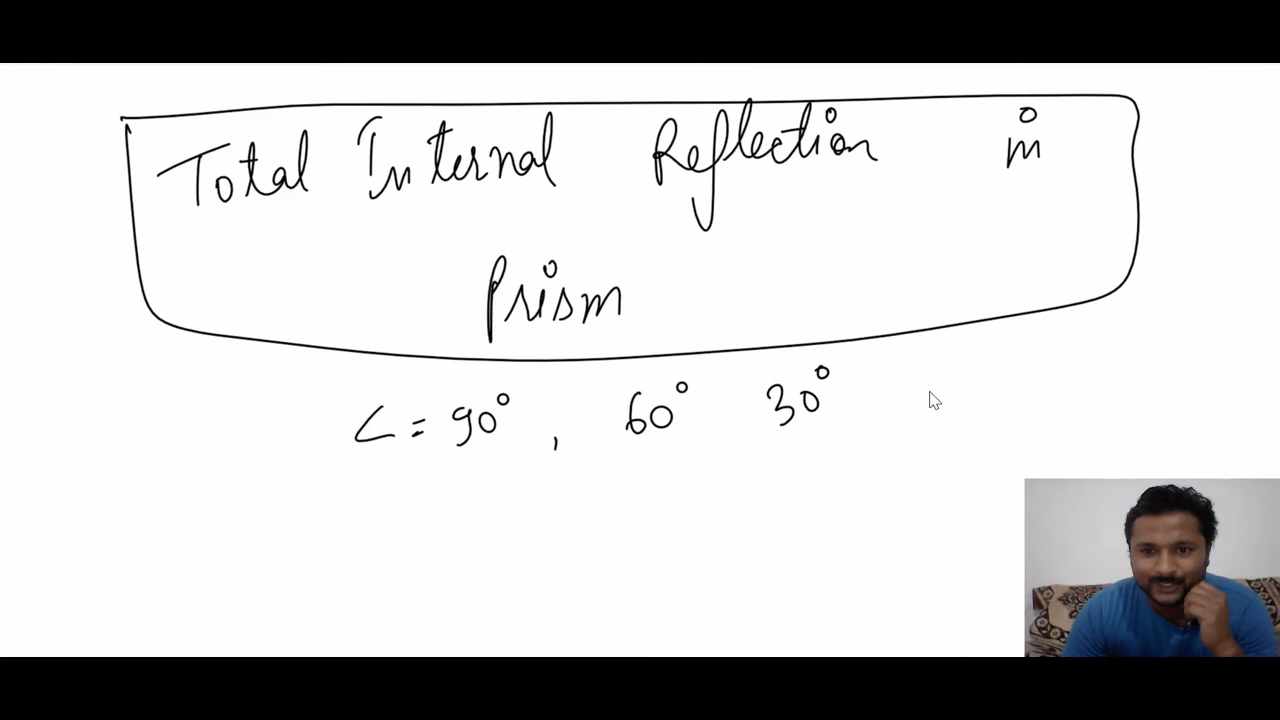 Total Internal Reflection in
Prism
∠ = 90°, 60° 30°